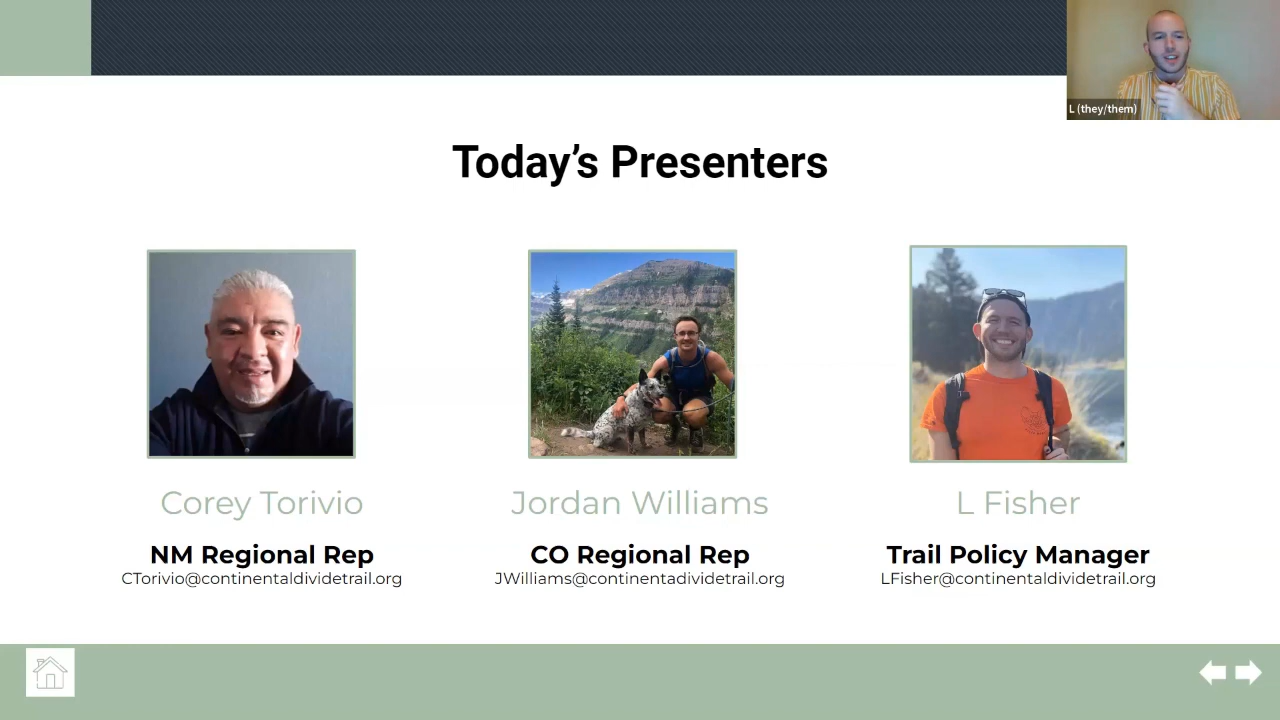 L (they/them)
Today's Presenters
Corey Torivio
Jordan Williams
L Fisher
NM Regional Rep
CO Regional Rep
Trail Policy Manager
CTorivio@continentaldividetrail.org
JWilliams@continentadividetrail.org
LFisher@continentaldividetrail.org